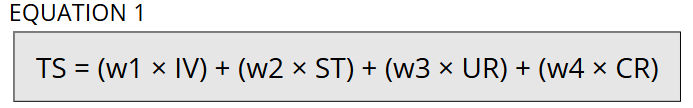 EQUATION 1
TS = (w1 × IV) + (w2 × ST) + (w3 × UR) + (w4 × CR)